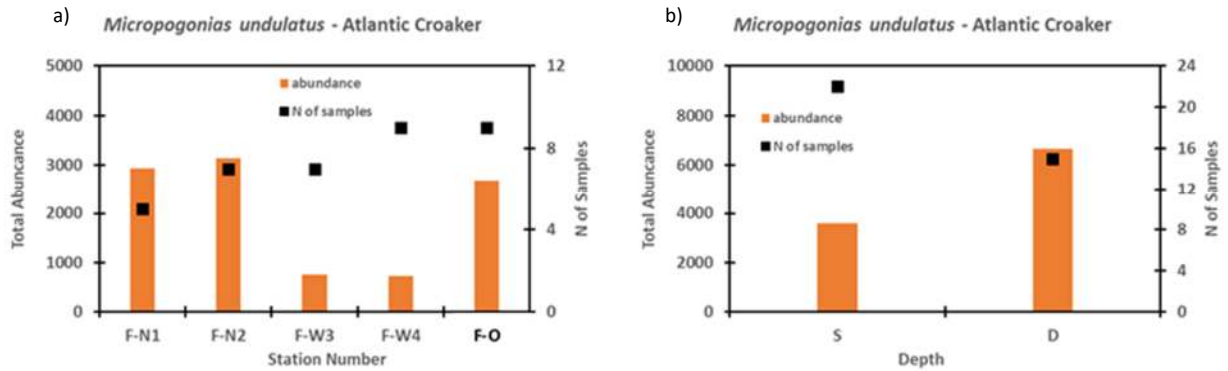 a)
Micropogonias undulatus - Atlantic Croaker
5000
4000
3000
2000
1000
0
Total Abuncance
abundance
N of samples
12
8
4
0
N of Samples
F-N1 F-N2 F-W3 F-W4 F-O
Station Number
b)
Micropogonias undulatus - Atlantic Croaker
10000
8000
6000
4000
2000
0
Total Abuncance
abundance
N of samples
24
20
16
12
8
4
0
N of Samples
S D
Depth